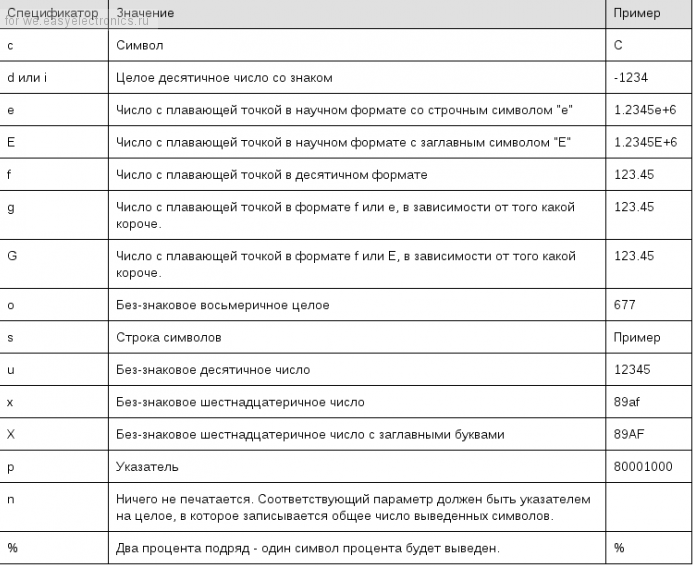 Спецификатор Значение Пример
for we.easyelectronics.ru
c Символ C
d или i Целое десятичное число со знаком -1234
e Число с плавающей точкой в научном формате со строчным символом "e" 1.2345e+6
E Число с плавающей точкой в научном формате с заглавным символом "E" 1.2345E+6
f Число с плавающей точкой в десятичном формате 123.45
g Число с плавающей точкой в формате f или e, в зависимости от того какой 123.45
короче.
G Число с плавающей точкой в формате f или E, в зависимости от того какой 123.45
короче.
o Без-знаковое восьмеричное целое 677
s Строка символов Пример
u Без-знаковое десятичное число 12345
x Без-знаковое шестнадцатеричное число 89af
X Без-знаковое шестнадцатеричное число с заглавными буквами 89AF
p Указатель 80001000
n Ничего не печатается. Соответствующий параметр должен быть указателем
на целое, в которое записывается общее число выведенных символов.
% Два процента подряд - один символ процента будет выведен. %